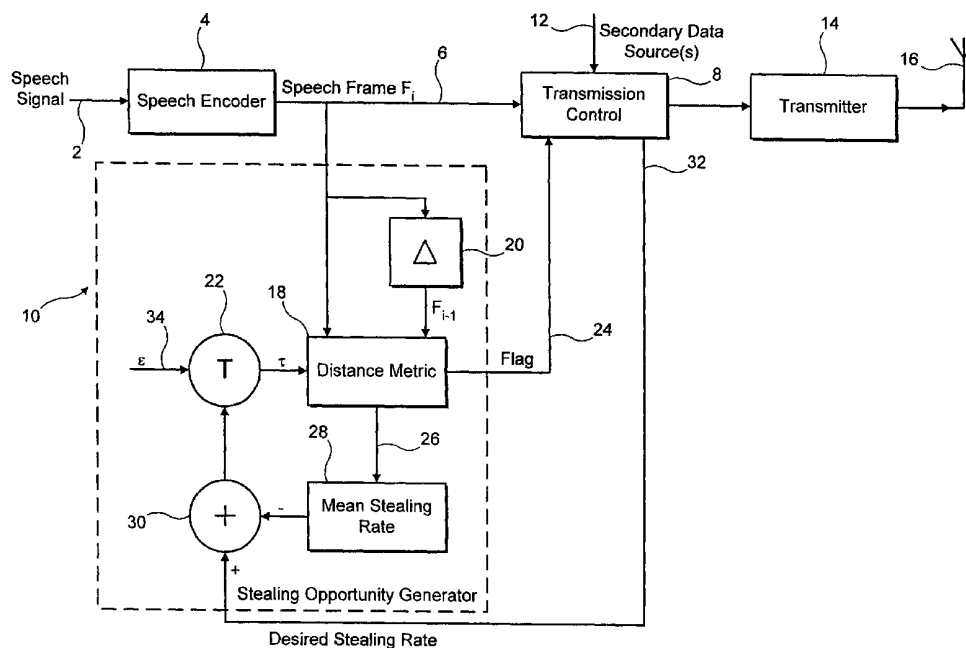 4
12
Secondary Data
Source(s)
14
6
8
16
Speech
Signal
Speech Encoder
Speech Frame Fi
Transmission
Control
Transmitter
2
32
Δ
20
10
22
18
Fi-1
24
34
ε
T
τ
Distance Metric
Flag
28
26
30
+
-
Mean Stealing
Rate
+
Stealing Opportunity Generator
Desired Stealing Rate